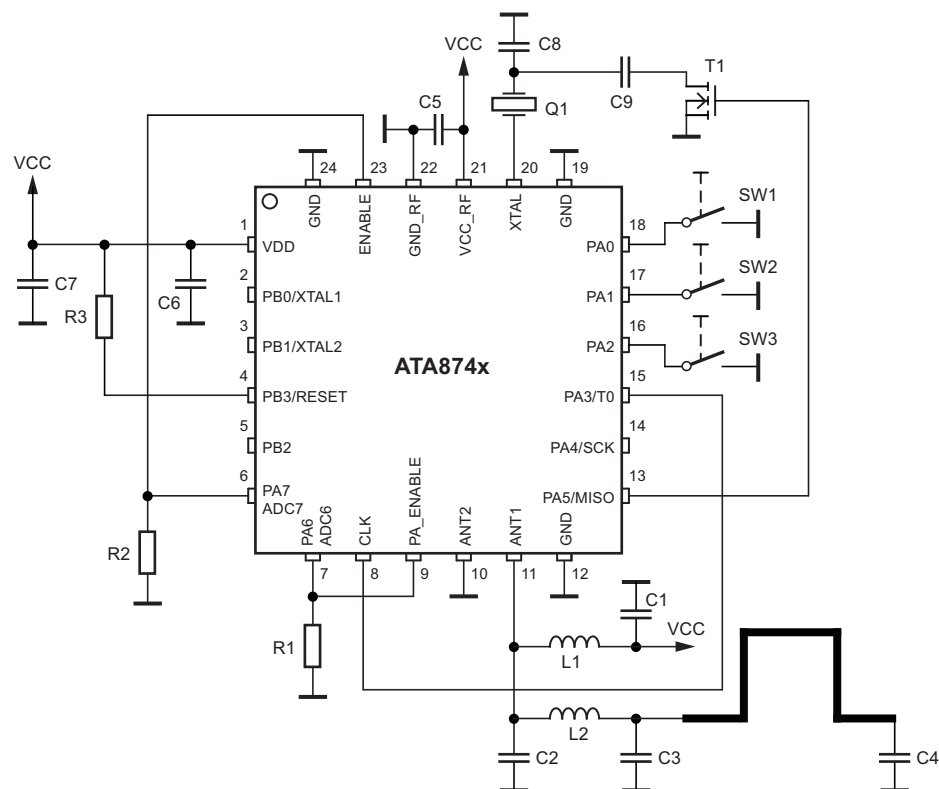 C8
VCC
T1
C5
Q1
C9
24
23
22
21
20
19
VCC
GND
ENABLE
GND_RF
VCC_RF
XTAL
GND
SW1
1
VDD
18
PA0
C7
C6
2
PB0/XTAL1
17
PA1
SW2
R3
3
PB1/XTAL2
16
PA2
SW3
ATA874x
4
PB3/RESET
15
PA3/T0
5
PB2
14
PA4/SCK
6
PA7
ADC7
13
PA5/MISO
R2
PA6
ADC6
CLK
PA_ENABLE
ANT2
ANT1
GND
7
8
9
10
11
12
C1
R1
L1
VCC
L2
C2
C3
C4